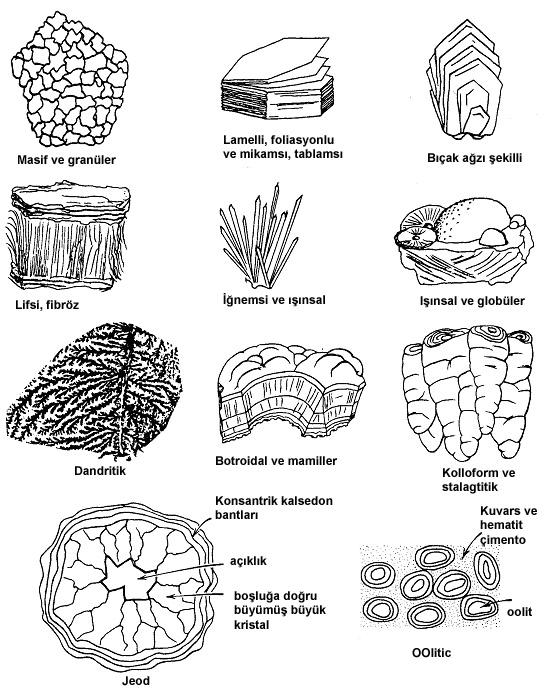 Masif ve granüler
Lamelli, foliasyonlu
ve mikamsı, tablamsı
Bıçak ağzı şekilli
Lifsi, fibröz
İğnemsi ve ışınsal
Işınsal ve globüler
Dandritik
Botroidal ve mamiller
Kolloform ve
stalagtitik
Konsantrik kalsedon
bantları
açıklık
boşluğa doğru
büyümüş büyük
kristal
Jeod
Kuvars ve
hematit
çimento
oolit
OOlitic